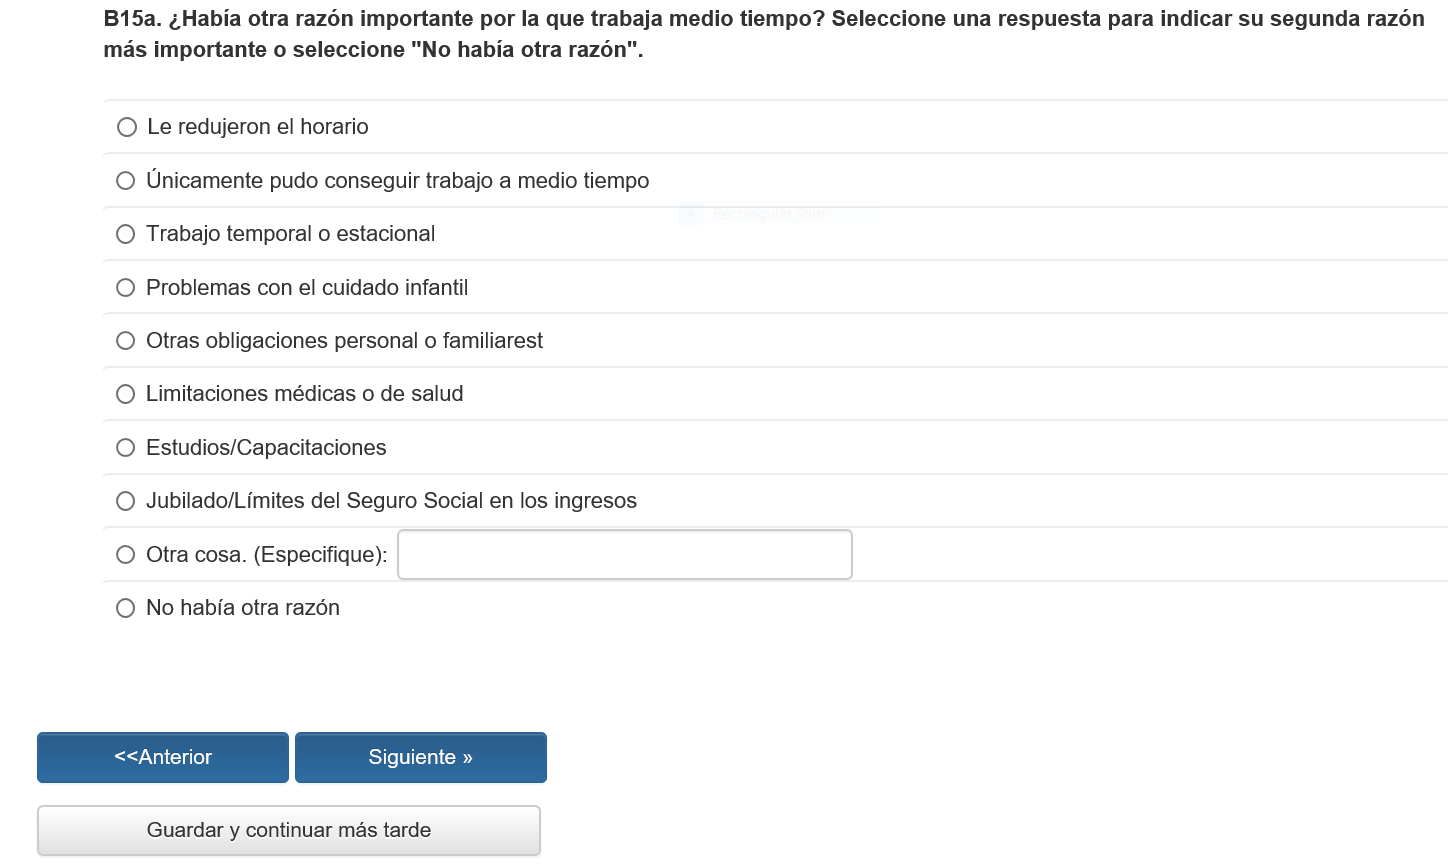 B15a. ¿Había otra razón importante por la que trabaja medio tiempo? Seleccione una respuesta para indicar su segunda razón
más importante o seleccione "No había otra razón".
Le redujeron el horario
Únicamente pudo conseguir trabajo a medio tiempo
Rectangular Snip
Trabajo temporal o estacional
Problemas con el cuidado infantil
Otras obligaciones personal o familiarest
Limitaciones médicas o de salud
Estudios/Capacitaciones
Jubilado/Límites del Seguro Social en los ingresos
Otra cosa. (Especifique):
No había otra razón
<<Anterior
Siguiente »
Guardar y continuar más tarde